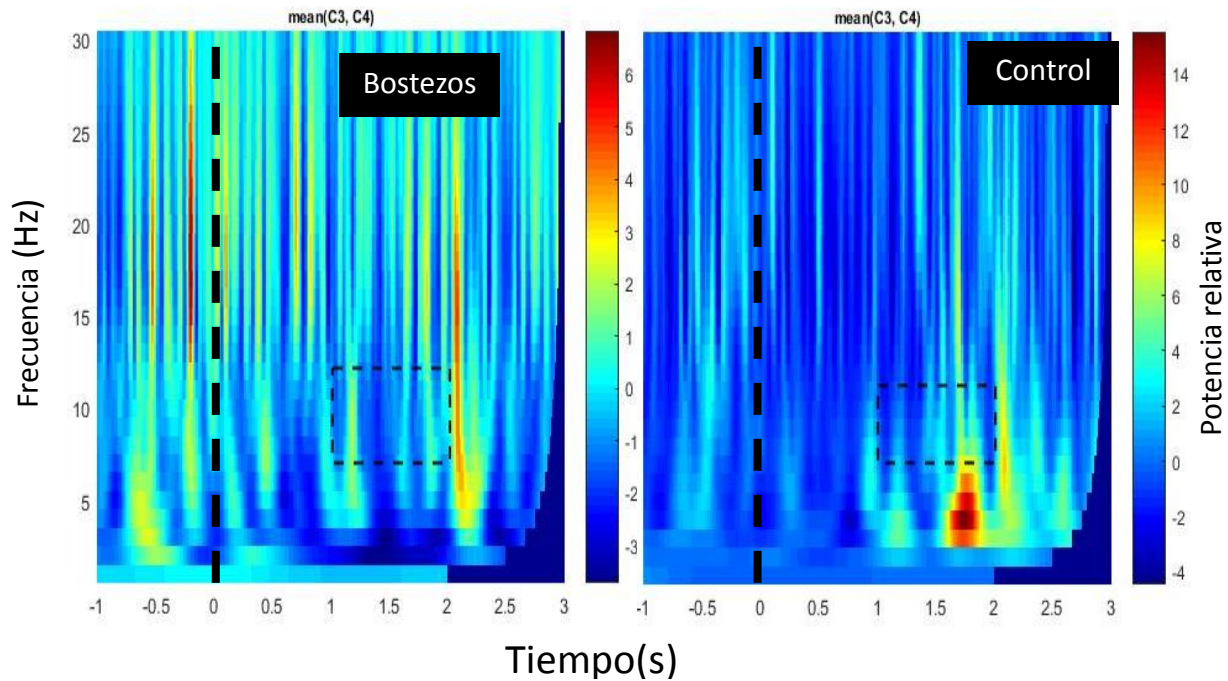 mean(C3, C4)
mean(C3, C4)
Bostezos
Control
Frecuencia (Hz)
30
25
20
15
10
5
-1 -0.5 0 0.5 1 1.5 2 2.5 3
6
5
4
3
2
1
0
-1
-2
-3
-1 -0.5 0 0.5 1 1.5 2 2.5 3
14
12
10
8
6
4
2
0
-2
-4
Potencia relativa
Tiempo(s)